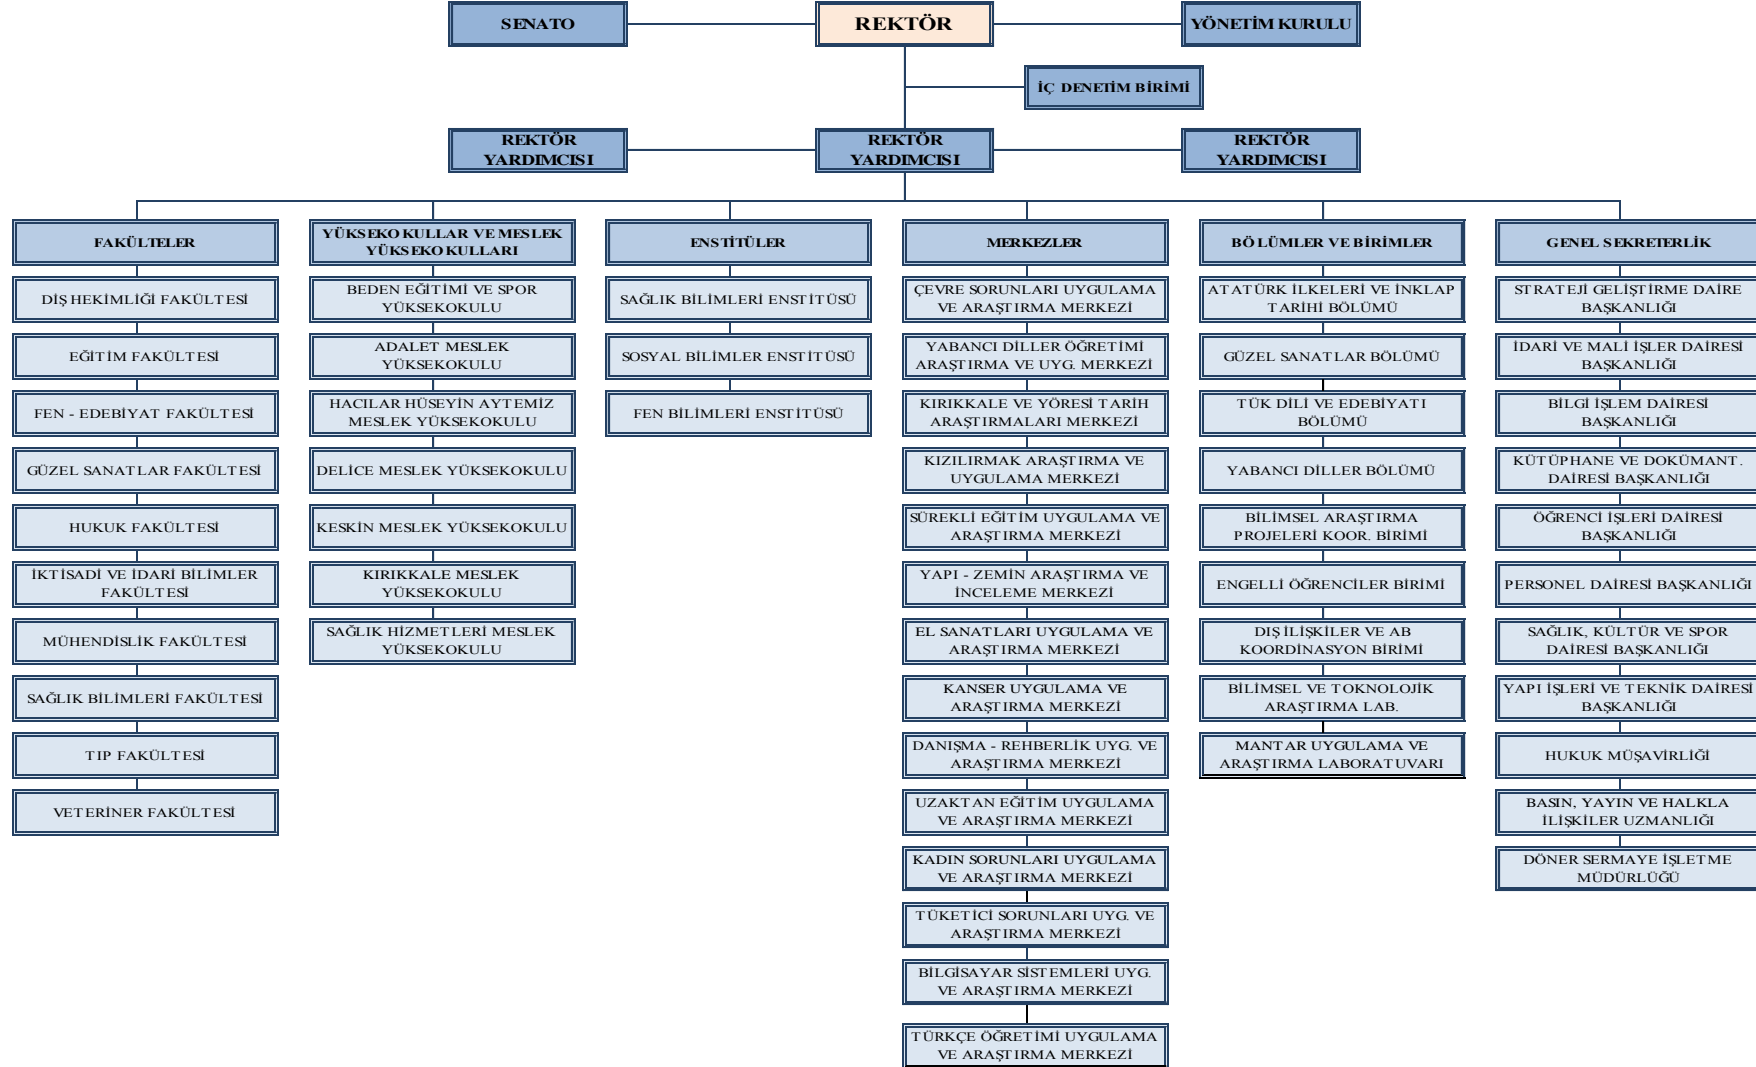 SENATO
REKTÖR
YÖNETİM KURULU
İÇ DENETİM BİRİMİ
REKTÖR
YARDIMCISI
REKTÖR
YARDIMCISI
REKTÖR
YARDIMCISI
FAKÜLTELER
DİŞ HEKİMLİĞİ FAKÜLTESİ
EĞİTİM FAKÜLTESİ
FEN - EDEBİYAT FAKÜLTESİ
GÜZEL SANATLAR FAKÜLTESİ
HUKUK FAKÜLTESİ
İKTİSADİ VE İDARİ BİLİMLER
FAKÜLTESİ
MÜHENDİSLİK FAKÜLTESİ
SAĞLIK BİLİMLERİ FAKÜLTESİ
TIP FAKÜLTESİ
VETERİNER FAKÜLTESİ
YÜKSEKOKULLAR VE MESLEK
YÜKSEKOKULLARI
BEDEN EĞİTİMİ VE SPOR
YÜKSEKOKULU
ADALET MESLEK
YÜKSEKOKULU
HACILAR HÜSEYİN AYTEMİZ
MESLEK YÜKSEKOKULU
DELİCE MESLEK YÜKSEKOKULU
KESKİN MESLEK YÜKSEKOKULU
KIRIKKALE MESLEK
YÜKSEKOKULU
SAĞLIK HİZMETLERİ MESLEK
YÜKSEKOKULU
ENSTİTÜLER
SAĞLIK BİLİMLERİ ENSTİTÜSÜ
SOSYAL BİLİMLER ENSTİTÜSÜ
FEN BİLİMLERİ ENSTİTÜSÜ
MERKEZLER
ÇEVRE SORUNLARI UYGULAMA
VE ARAŞTIRMA MERKEZİ
YABANCI DİLLER ÖĞRETİMİ
ARAŞTIRMA VE UYG. MERKEZİ
KIRIKKALE VE YÖRESİ TARİH
ARAŞTIRMALARI MERKEZİ
KIZILIRMAK ARAŞTIRMA VE
UYGULAMA MERKEZİ
SÜREKLİ EĞİTİM UYGULAMA VE
ARAŞTIRMA MERKEZİ
YAPI - ZEMİN ARAŞTIRMA VE
İNCELEME MERKEZİ
EL SANATLARI UYGULAMA VE
ARAŞTIRMA MERKEZİ
KANSER UYGULAMA VE
ARAŞTIRMA MERKEZİ
DANIŞMA - REHBERLİK UYG. VE
ARAŞTIRMA MERKEZİ
UZAKTAN EĞİTİM UYGULAMA
VE ARAŞTIRMA MERKEZİ
KADIN SORUNLARI UYGULAMA
VE ARAŞTIRMA MERKEZİ
TÜKETİCİ SORUNLARI UYG. VE
ARAŞTIRMA MERKEZİ
BİLGİSAYAR SİSTEMLERİ UYG.
VE ARAŞTIRMA MERKEZİ
TÜRKÇE ÖĞRETİMİ UYGULAMA
VE ARAŞTIRMA MERKEZİ
BÖLÜMLER VE BİRİMLER
ATATÜRK İLKELERİ VE İNKLAP
TARİHİ BÖLÜMÜ
GÜZEL SANATLAR BÖLÜMÜ
TÜK DİLİ VE EDEBİYATI
BÖLÜMÜ
YABANCI DİLLER BÖLÜMÜ
BİLİMSEL ARAŞTIRMA
PROJELERİ KOOR. BİRİMİ
ENGELLİ ÖĞRENCİLER BİRİMİ
DIŞ İLİŞKİLER VE AB
KOORDİNASYON BİRİMİ
BİLİMSEL VE TOKNOLOJİK
ARAŞTIRMA LAB.
MANTAR UYGULAMA VE
ARAŞTIRMA LABORATUVARI
GENEL SEKRETERLİK
STRATEJİ GELİŞTİRME DAİRE
BAŞKANLIĞI
İDARİ VE MALİ İŞLER DAİRESİ
BAŞKANLIĞI
BİLGİ İŞLEM DAİRESİ
BAŞKANLIĞI
KÜTÜPHANE VE DOKÜMANT.
DAİRESİ BAŞKANLIĞI
ÖĞRENCİ İŞLERİ DAİRESİ
BAŞKANLIĞI
PERSONEL DAİRESİ BAŞKANLIĞI
SAĞLIK, KÜLTÜR VE SPOR
DAİRESİ BAŞKANLIĞI
YAPI İŞLERİ VE TEKNİK DAİRESİ
BAŞKANLIĞI
HUKUK MÜŞAVİRLİĞİ
BASIN, YAYIN VE HALKLA
İLİŞKİLER UZMANLIĞI
DÖNER SERMAYE İŞLETME
MÜDÜRLÜĞÜ